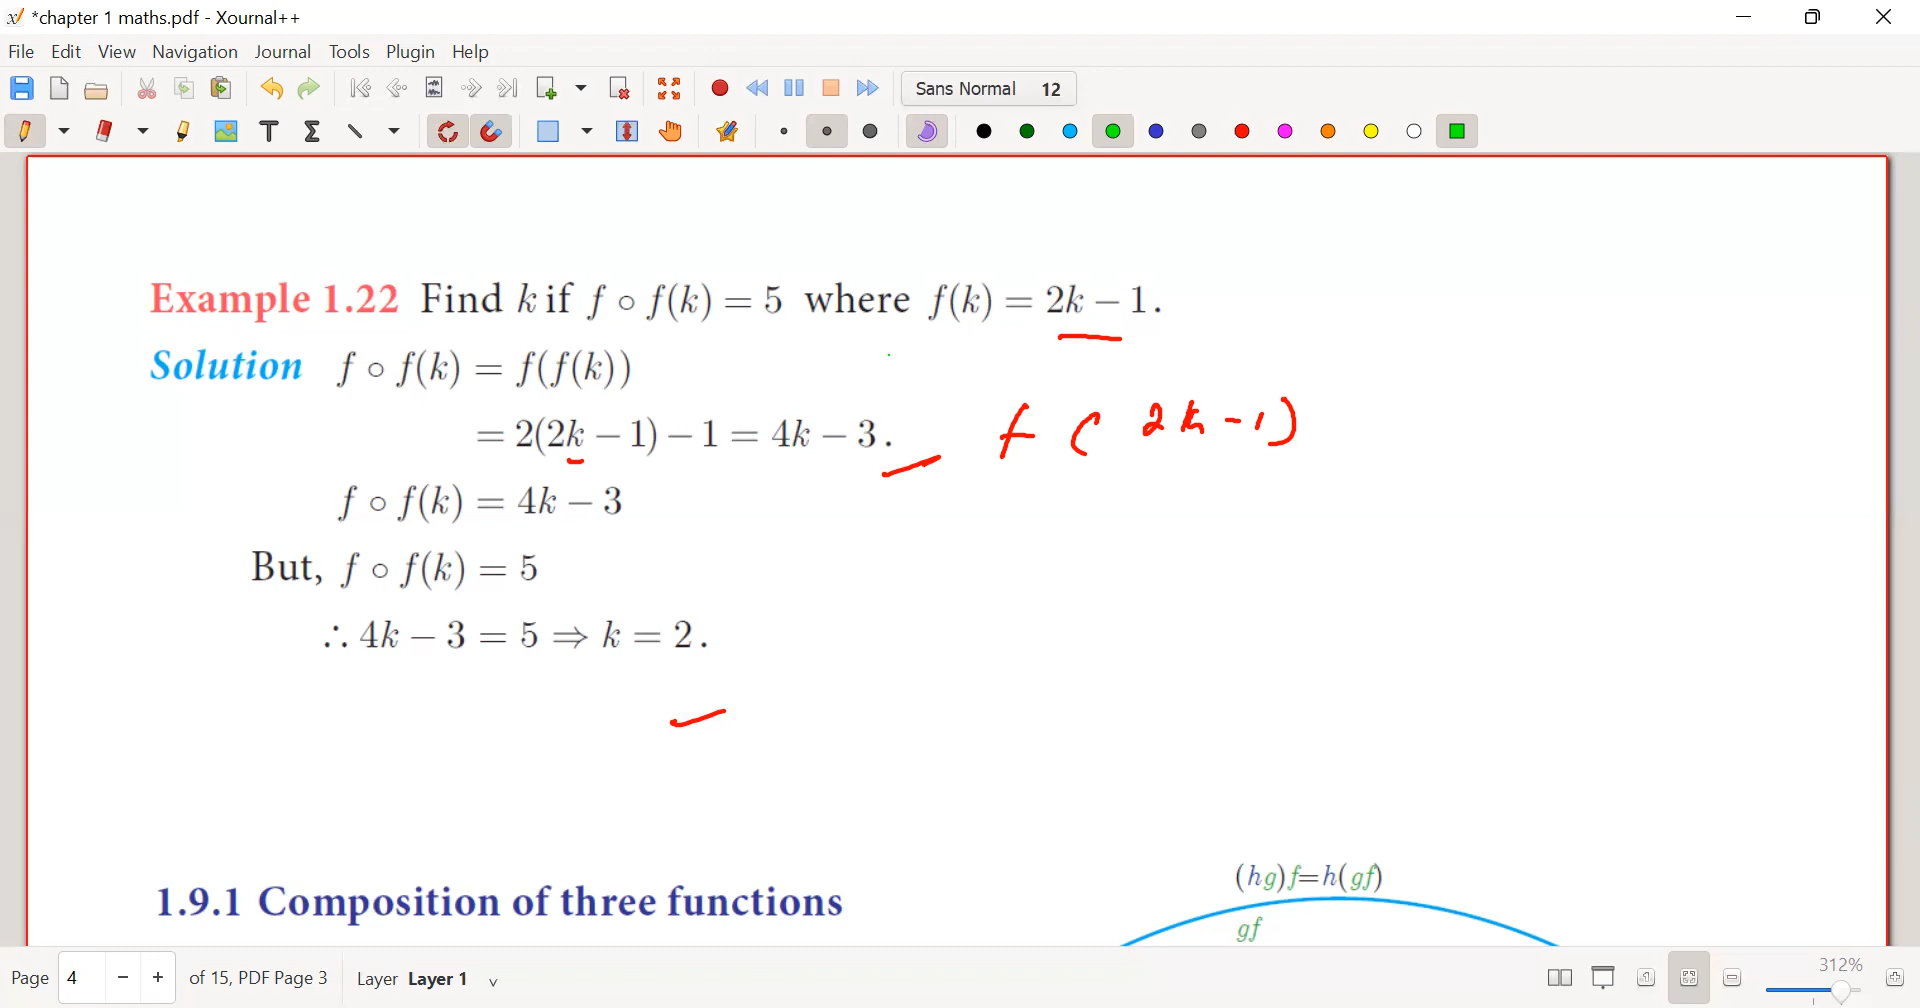 *chapter 1 maths.pdf - Xournal++
File Edit View Navigation Journal Tools Plugin Help
Sans Normal 12
Example 1.22 Find k if f ∘ f(k) = 5 where f(k) = 2k − 1.
Solution f ∘ f(k) = f(f(k))
= 2(2k − 1) − 1 = 4k − 3. f ( 2k-1)
f ∘ f(k) = 4k − 3
But, f ∘ f(k) = 5
∴ 4k − 3 = 5 ⇒ k = 2.
(hg)f=h(gf)
1.9.1 Composition of three functions
gf
Page 4 − + of 15, PDF Page 3 Layer Layer 1 312%